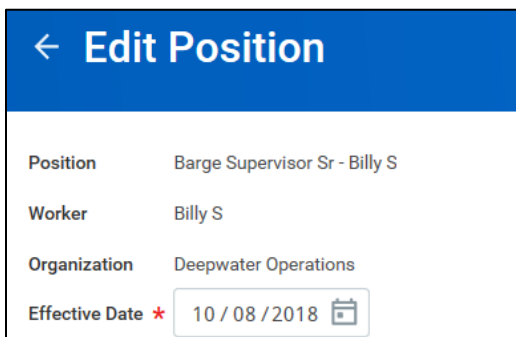 ← Edit Position
Position Barge Supervisor Sr - Billy S
Worker Billy S
Organization Deepwater Operations
Effective Date * 10 / 08 / 2018